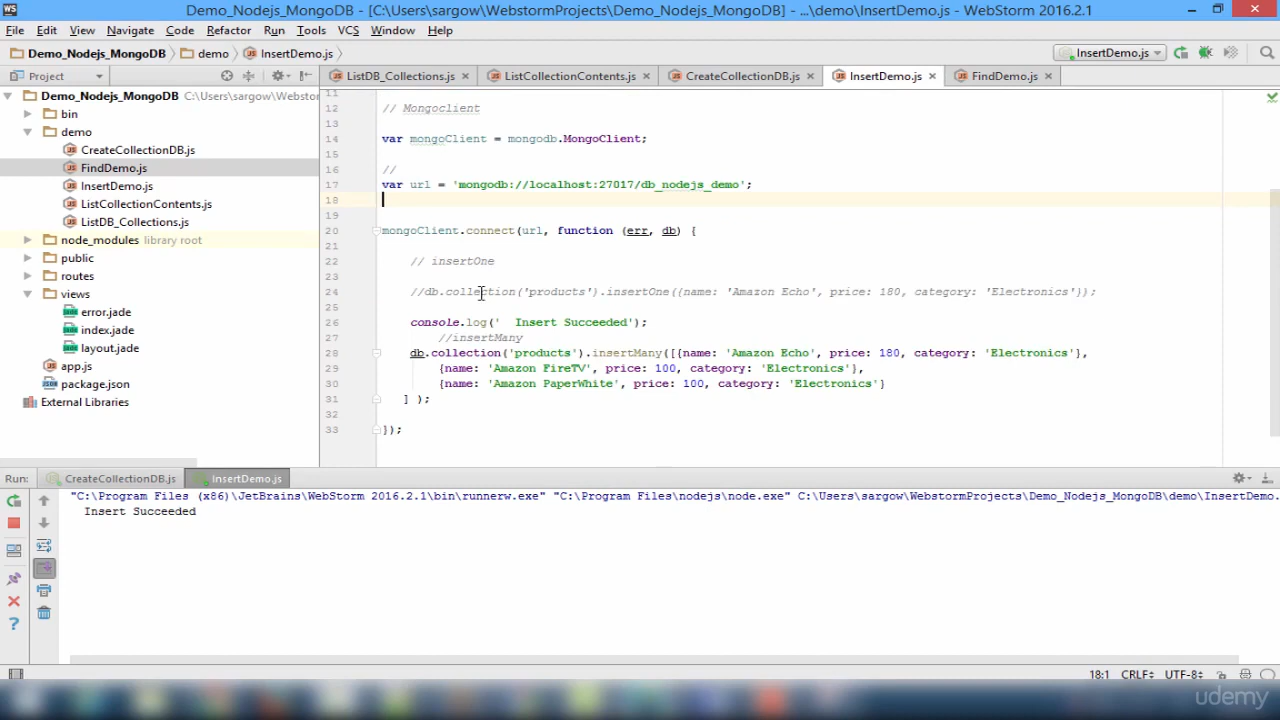 WS
Demo_Nodejs_MongoDB - [C:\Users\sargow\WebstormProjects\Demo_Nodejs_MongoDB] - ...\demo\InsertDemo.js - WebStorm 2016.2.1
File Edit View Navigate Code Refactor Run Tools VCS Window Help
Demo_Nodejs_MongoDB demo InsertDemo.js InsertDemo.js
Project ListDB_Collections.js ListCollectionContents.js CreateCollectionDB.js InsertDemo.js FindDemo.js
Demo_Nodejs_MongoDB C:\Users\sargow\Webstor
bin
demo
CreateCollectionDB.js
FindDemo.js
InsertDemo.js
ListCollectionContents.js
ListDB_Collections.js
node_modules library root
public
routes
views
error.jade
index.jade
layout.jade
app.js
package.json
External Libraries
11
12 // Mongoclient
13
14 var mongoClient = mongodb.MongoClient;
15
16 //
17 var url = 'mongodb://localhost:27017/db_nodejs_demo';
18
19
20 mongoClient.connect(url, function (err, db) {
21
22 // insertOne
23
24 //db.collection('products').insertOne({name: 'Amazon Echo', price: 180, category: 'Electronics'});
25
26 console.log('  Insert Succeeded');
27 //insertMany
28 db.collection('products').insertMany([{name: 'Amazon Echo', price: 180, category: 'Electronics'},
29 {name: 'Amazon FireTV', price: 100, category: 'Electronics'},
30 {name: 'Amazon PaperWhite', price: 100, category: 'Electronics'}
31 ] );
32
33 });
Run: CreateCollectionDB.js InsertDemo.js
"C:\Program Files (x86)\JetBrains\WebStorm 2016.2.1\bin\runnerw.exe" "C:\Program Files\nodejs\node.exe" C:\Users\sargow\WebstormProjects\Demo_Nodejs_MongoDB\demo\InsertDemo.
Insert Succeeded
18:1 CRLF UTF-8
udemy